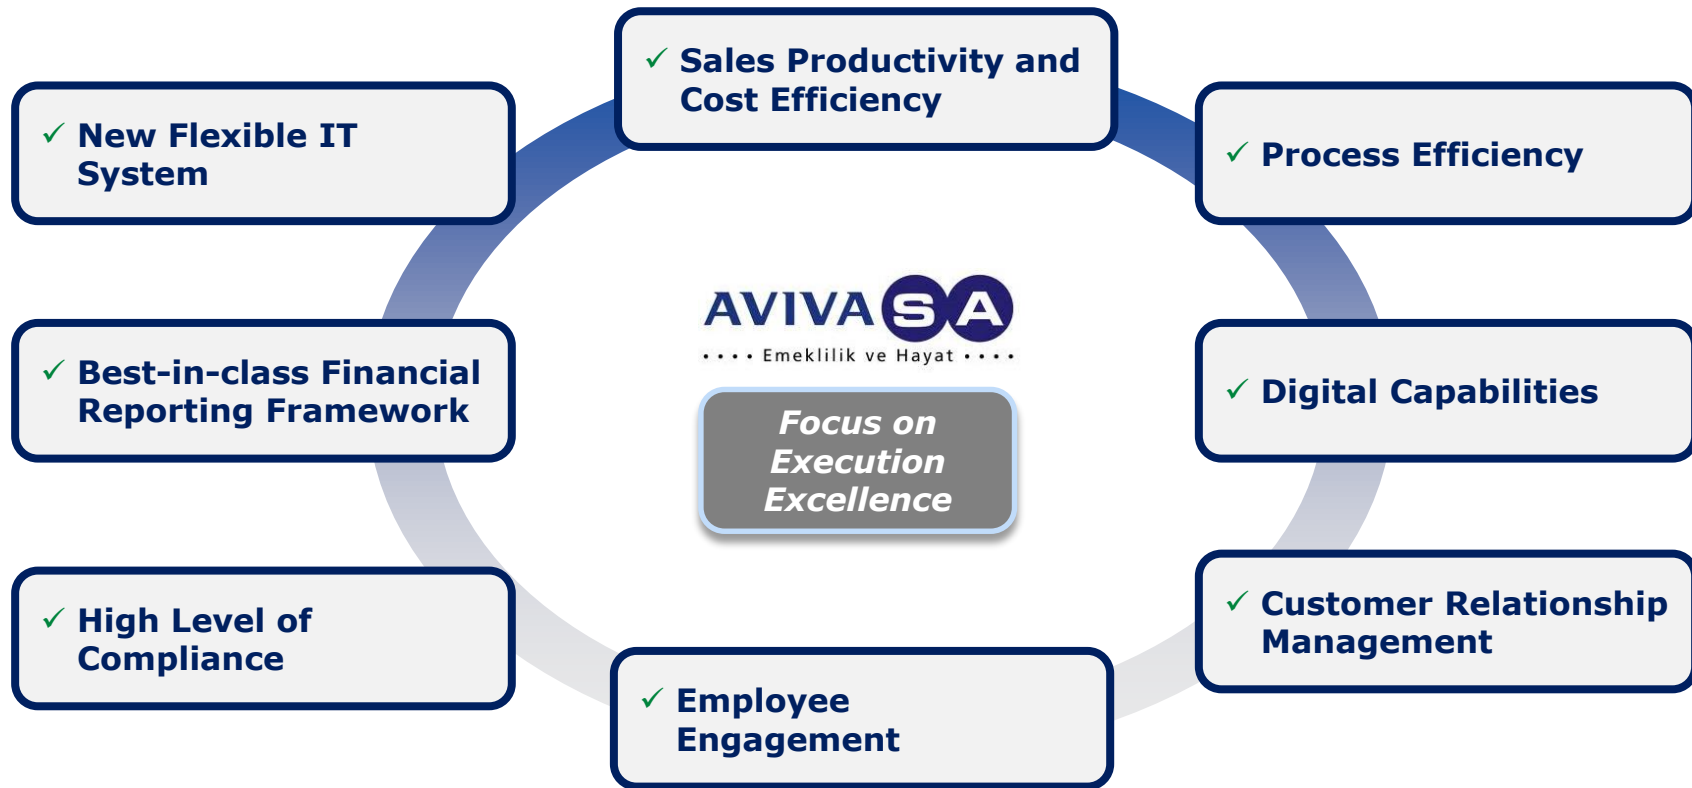 ✓ Sales Productivity and
Cost Efficiency
✓ New Flexible IT
System
✓ Process Efficiency
AVIVASA
•••• Emeklilik ve Hayat ••••
✓ Best-in-class Financial
Reporting Framework
✓ Digital Capabilities
Focus on
Execution
Excellence
✓ High Level of
Compliance
✓ Customer Relationship
Management
✓ Employee
Engagement